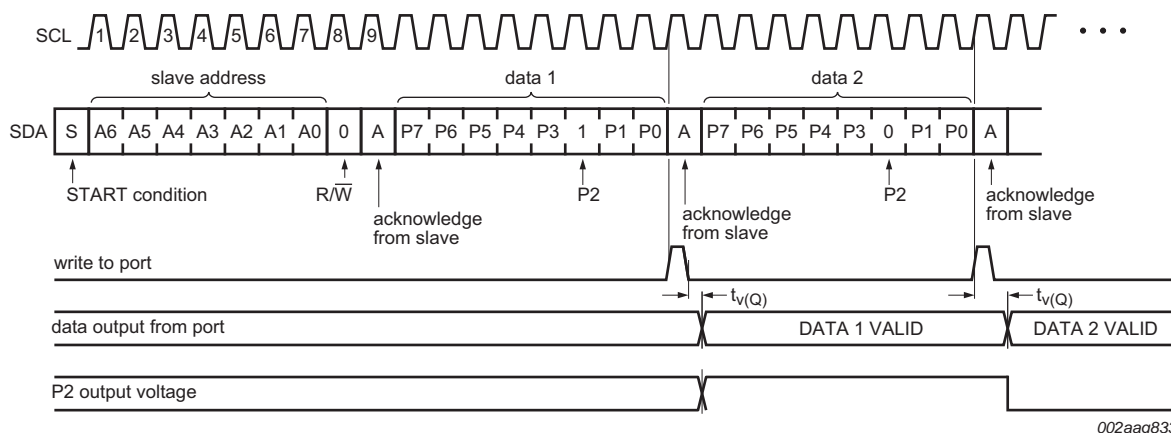 SCL 1 2 3 4 5 6 7 8 9
slave address data 1 data 2
SDA S A6 A5 A4 A3 A2 A1 A0 0 A P7 P6 P5 P4 P3 1 P1 P0 A P7 P6 P5 P4 P3 0 P1 P0 A
START condition R/W̅ P2 P2
acknowledge from slave
acknowledge from slave
acknowledge from slave
write to port
tv(Q) tv(Q)
data output from port DATA 1 VALID DATA 2 VALID
P2 output voltage
002aag833